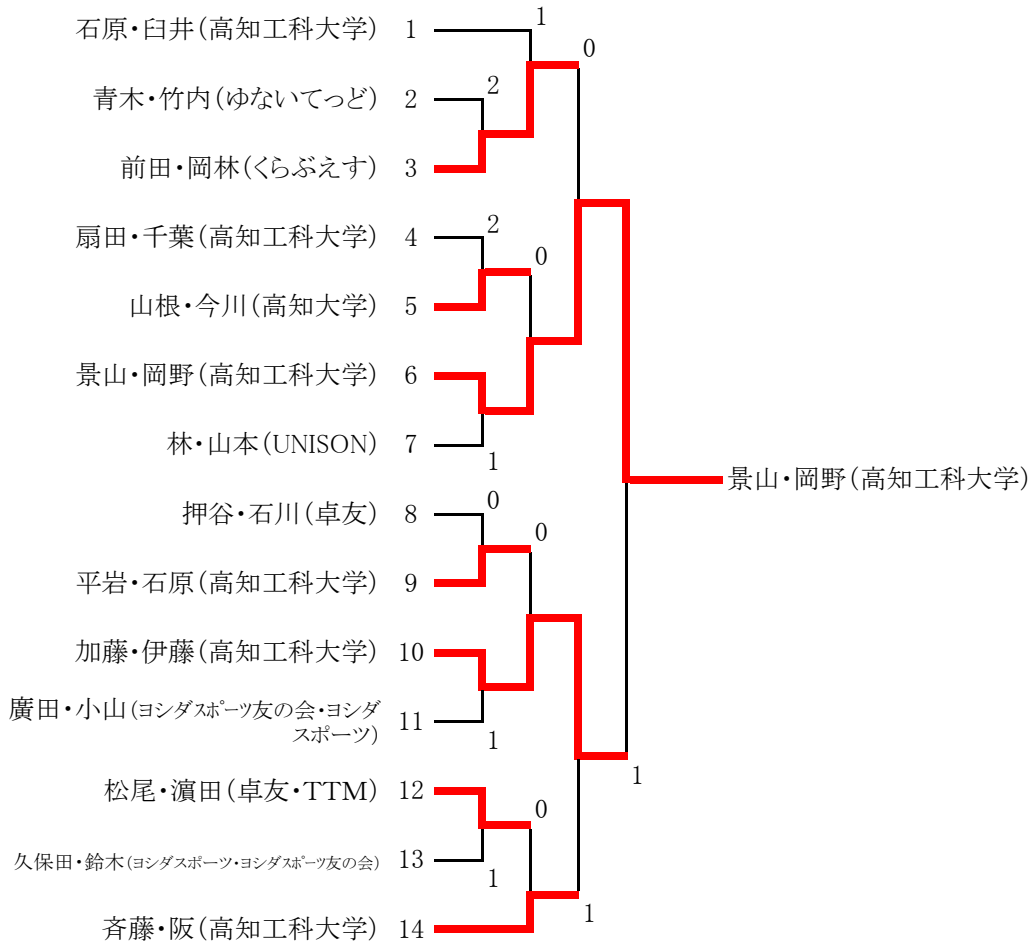 石原・臼井(高知工科大学) 1
1
0
青木・竹内(ゆないてっど) 2
2
前田・岡林(くらぶえす) 3
扇田・千葉(高知工科大学) 4
2
0
山根・今川(高知大学) 5
景山・岡野(高知工科大学) 6
林・山本(UNISON) 7
1
景山・岡野(高知工科大学)
押谷・石川(卓友) 8
0
0
平岩・石原(高知工科大学) 9
加藤・伊藤(高知工科大学) 10
廣田・小山(ヨシダスポーツ友の会・ヨシダ
スポーツ) 11
1
1
松尾・濵田(卓友・TTM) 12
0
久保田・鈴木(ヨシダスポーツ・ヨシダスポーツ友の会) 13
1
1
斉藤・阪(高知工科大学) 14